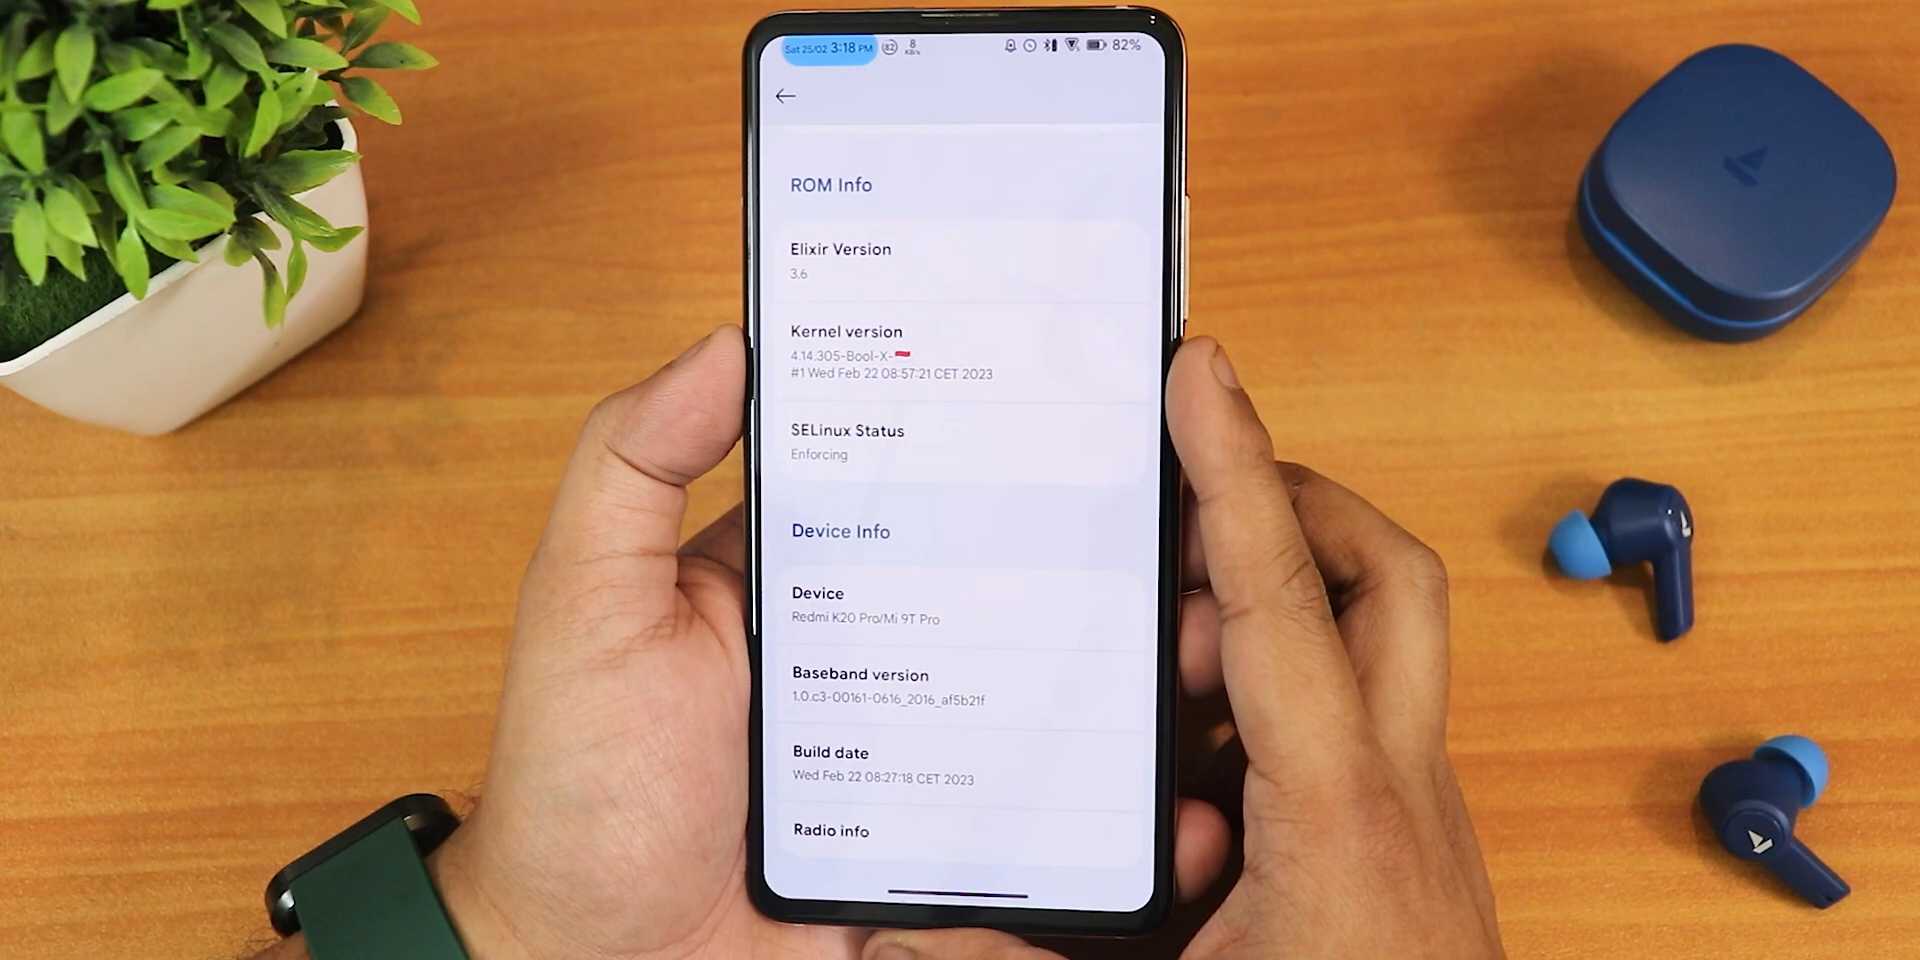 Sat 25/02 3:18 PM 82 8 KB/s 82%
ROM Info
Elixir Version
3.6
Kernel version
4.14.305-Bool-X-
#1 Wed Feb 22 08:57:21 CET 2023
SELinux Status
Enforcing
Device Info
Device
Redmi K20 Pro/Mi 9T Pro
Baseband version
1.0.c3-00161-0616_2016_af5b21f
Build date
Wed Feb 22 08:27:18 CET 2023
Radio info